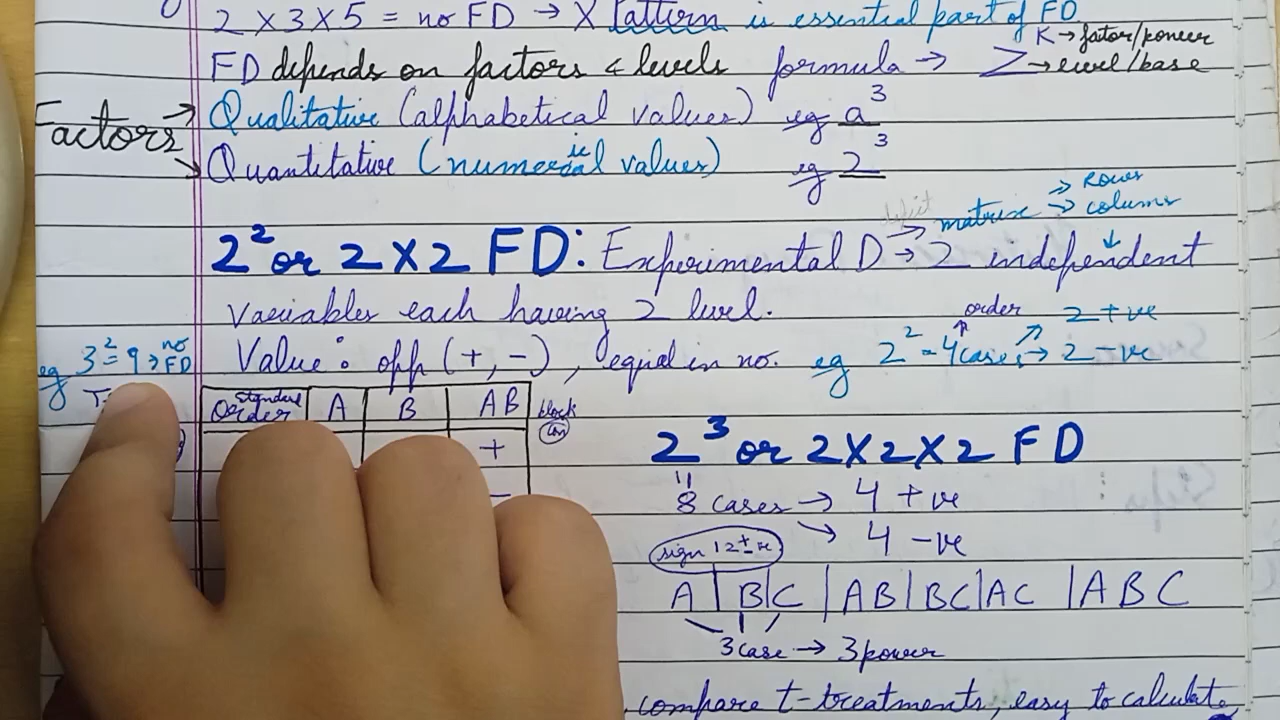 2 X 3 X 5 = no FD → X Pattern is essential part of FD
FD depends on factors & levels formula → Z K → fator/poneer → level/base
Factors → Qualitative (alphabetical values) eg a³
→ Quantitative (numeric values) eg 2³
2² or 2 X 2 FD: Experimental D → 2 independent
matrix → Rows → column
Variables each having 2 level.
eg 3² = 9 → no FD
Value: opp (+, -), equal in no. eg 2² = 4 cases → 2 -ve
order 2 +ve
standard Order A B AB block
+
-
2³ or 2 X 2 X 2 FD
8 cases → 4 +ve
→ 4 -ve
sign 12 ± ve
A | B | C | AB | BC | AC | ABC
3 case → 3 power
compare t-treatments, easy to calculate